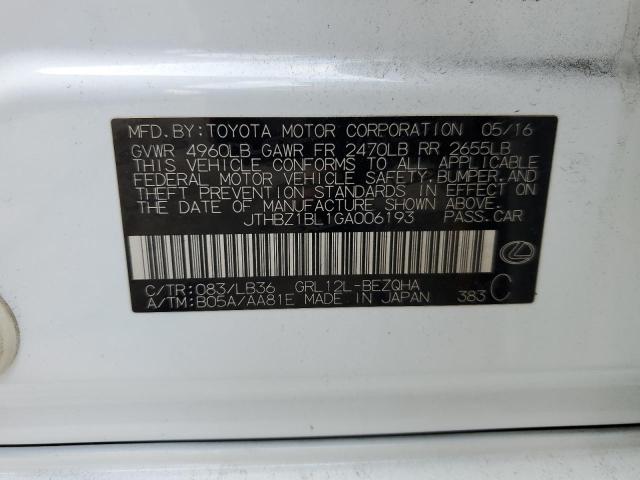 MFD.BY:TOYOTA MOTOR CORPORATION 05/16
GVWR 4960LB GAWR FR 2470LB RR 2655LB
THIS VEHICLE CONFORMS TO ALL APPLICABLE
FEDERAL MOTOR VEHICLE SAFETY,BUMPER,AND
THEFT PREVENTION STANDARDS IN EFFECT ON
THE DATE OF MANUFACTURE SHOWN ABOVE.
JTHBZ1BL1GA006193 PASS.CAR
C/TR:083/LB36 GRL12L-BEZQHA
A/TM:B05A/AA81E MADE IN JAPAN 383 C